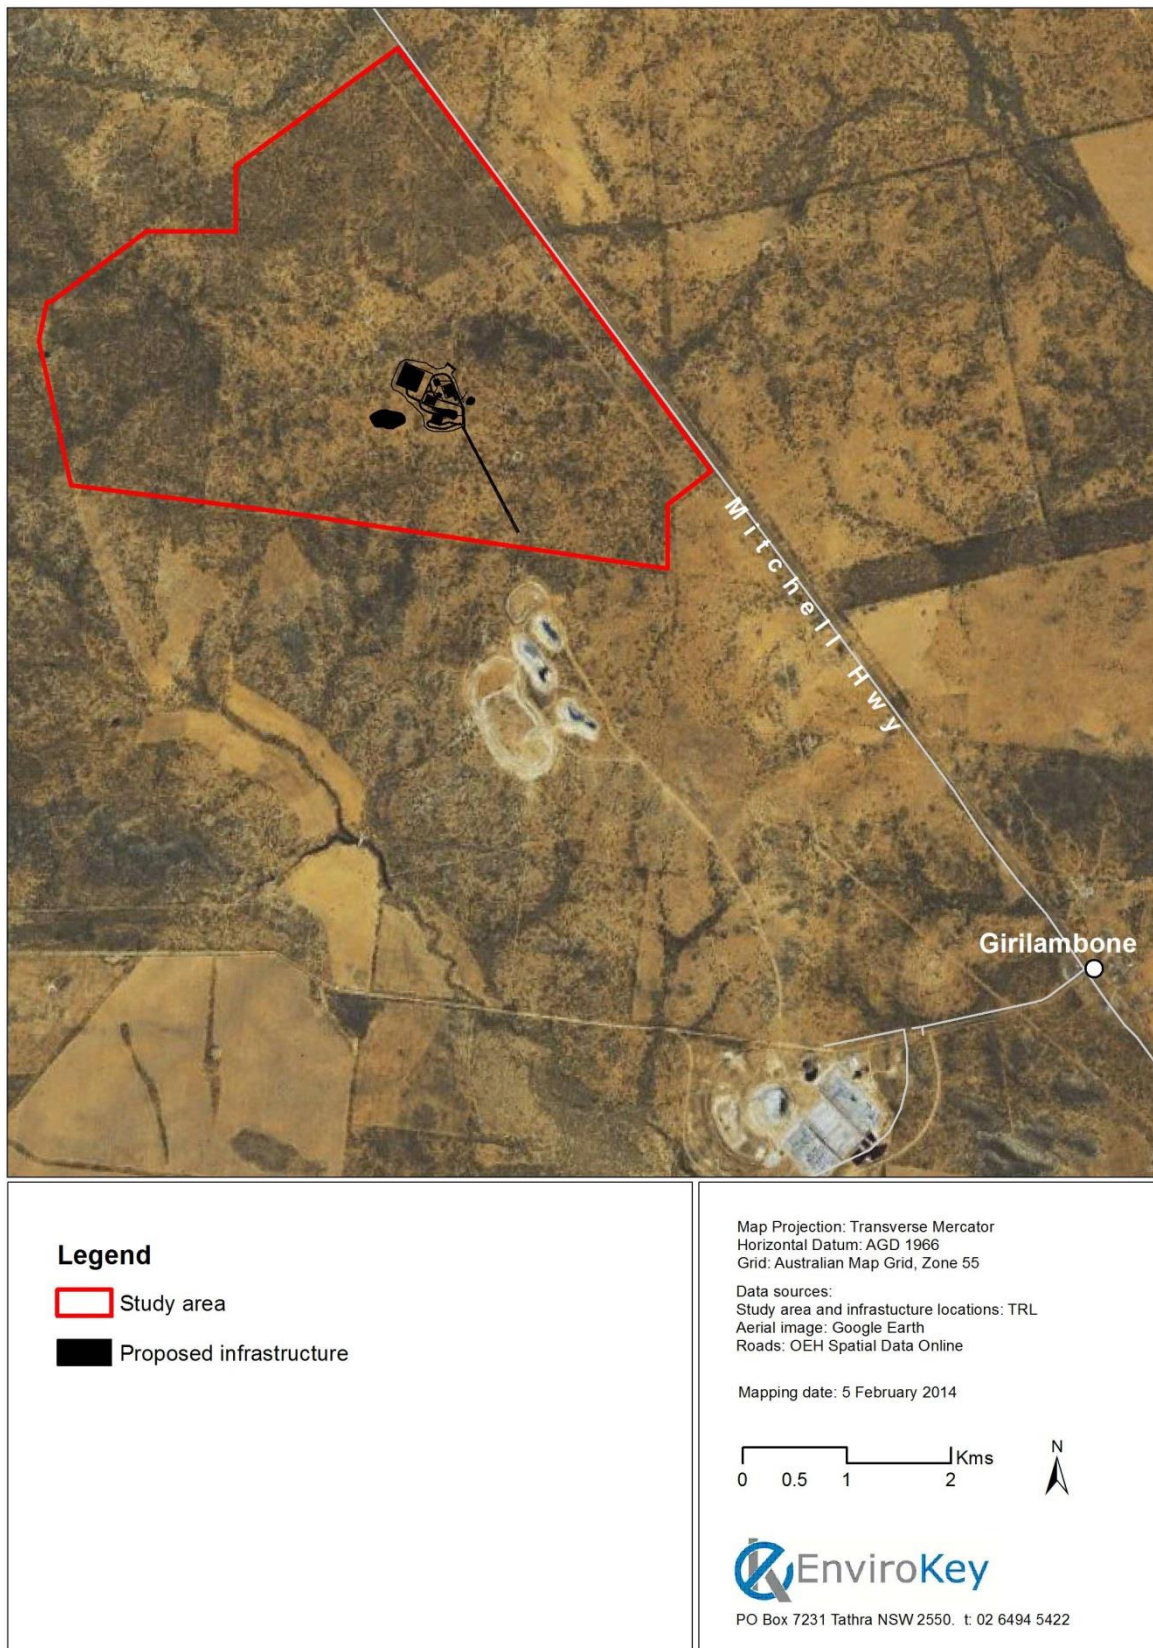 Mitchell Hwy
Girilambone
Legend
Study area
Proposed infrastructure
Map Projection: Transverse Mercator
Horizontal Datum: AGD 1966
Grid: Australian Map Grid, Zone 55
Data sources:
Study area and infrastucture locations: TRL
Aerial image: Google Earth
Roads: OEH Spatial Data Online
Mapping date: 5 February 2014
Kms
0 0.5 1 2
N
EnviroKey
PO Box 7231 Tathra NSW 2550. t: 02 6494 5422